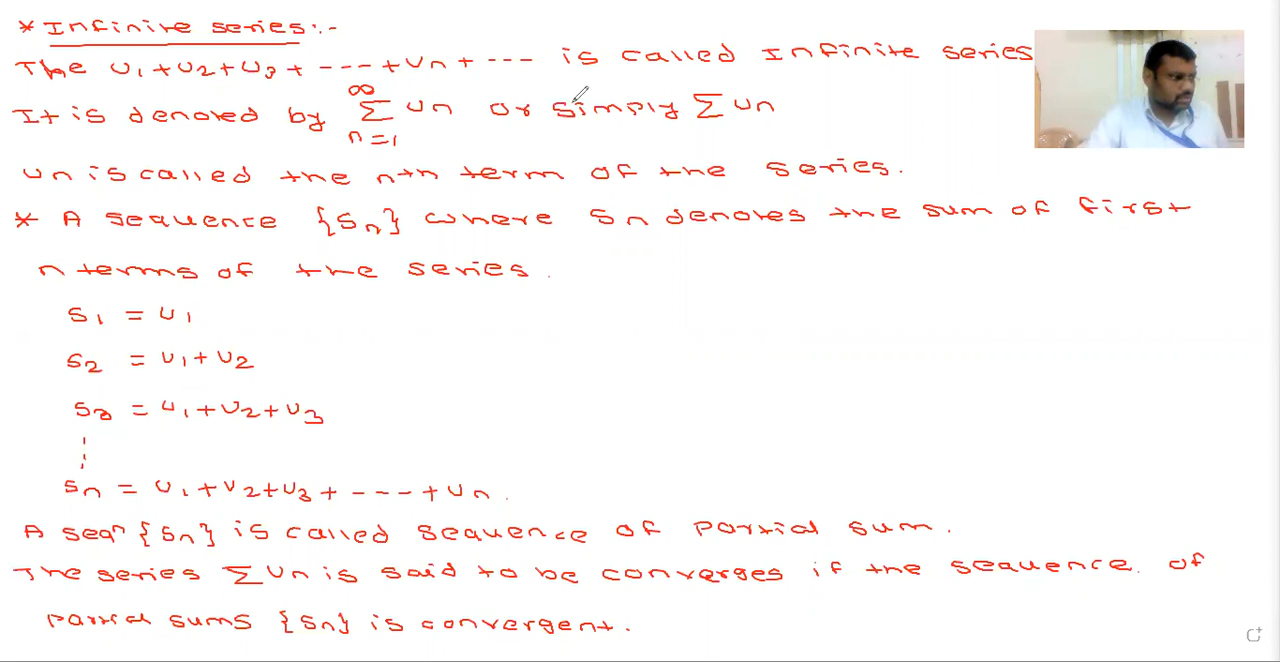 * Infinite series:-
The u1+u2+u3+----+un+--- is called Infinite series
It is denoted by ∞∑n=1 un or simply ∑ un
un is called the nth term of the series.
* A sequence {Sn} where Sn denotes the sum of first
n terms of the series.
S1 = u1
S2 = u1+u2
S3 = u1+u2+u3
Sn = u1+u2+u3+----+un.
A seqn {Sn} is called sequence of partial sum.
The series ∑un is said to be converges if the sequence. of
partial sums {Sn} is convergent.